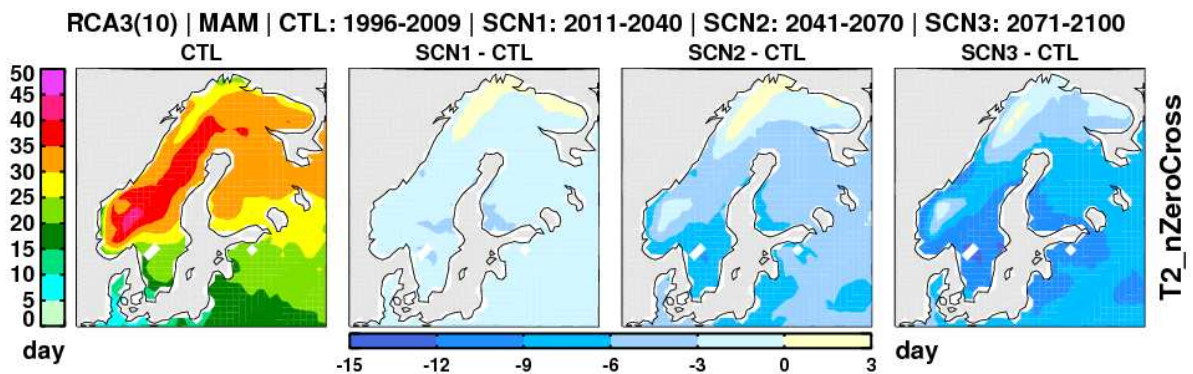 RCA3(10) | MAM | CTL: 1996-2009 | SCN1: 2011-2040 | SCN2: 2041-2070 | SCN3: 2071-2100
CTL SCN1 - CTL SCN2 - CTL SCN3 - CTL
50
45
40
35
30
25
20
15
10
5
0
T2_nZeroCross
day day
-15 -12 -9 -6 -3 0 3